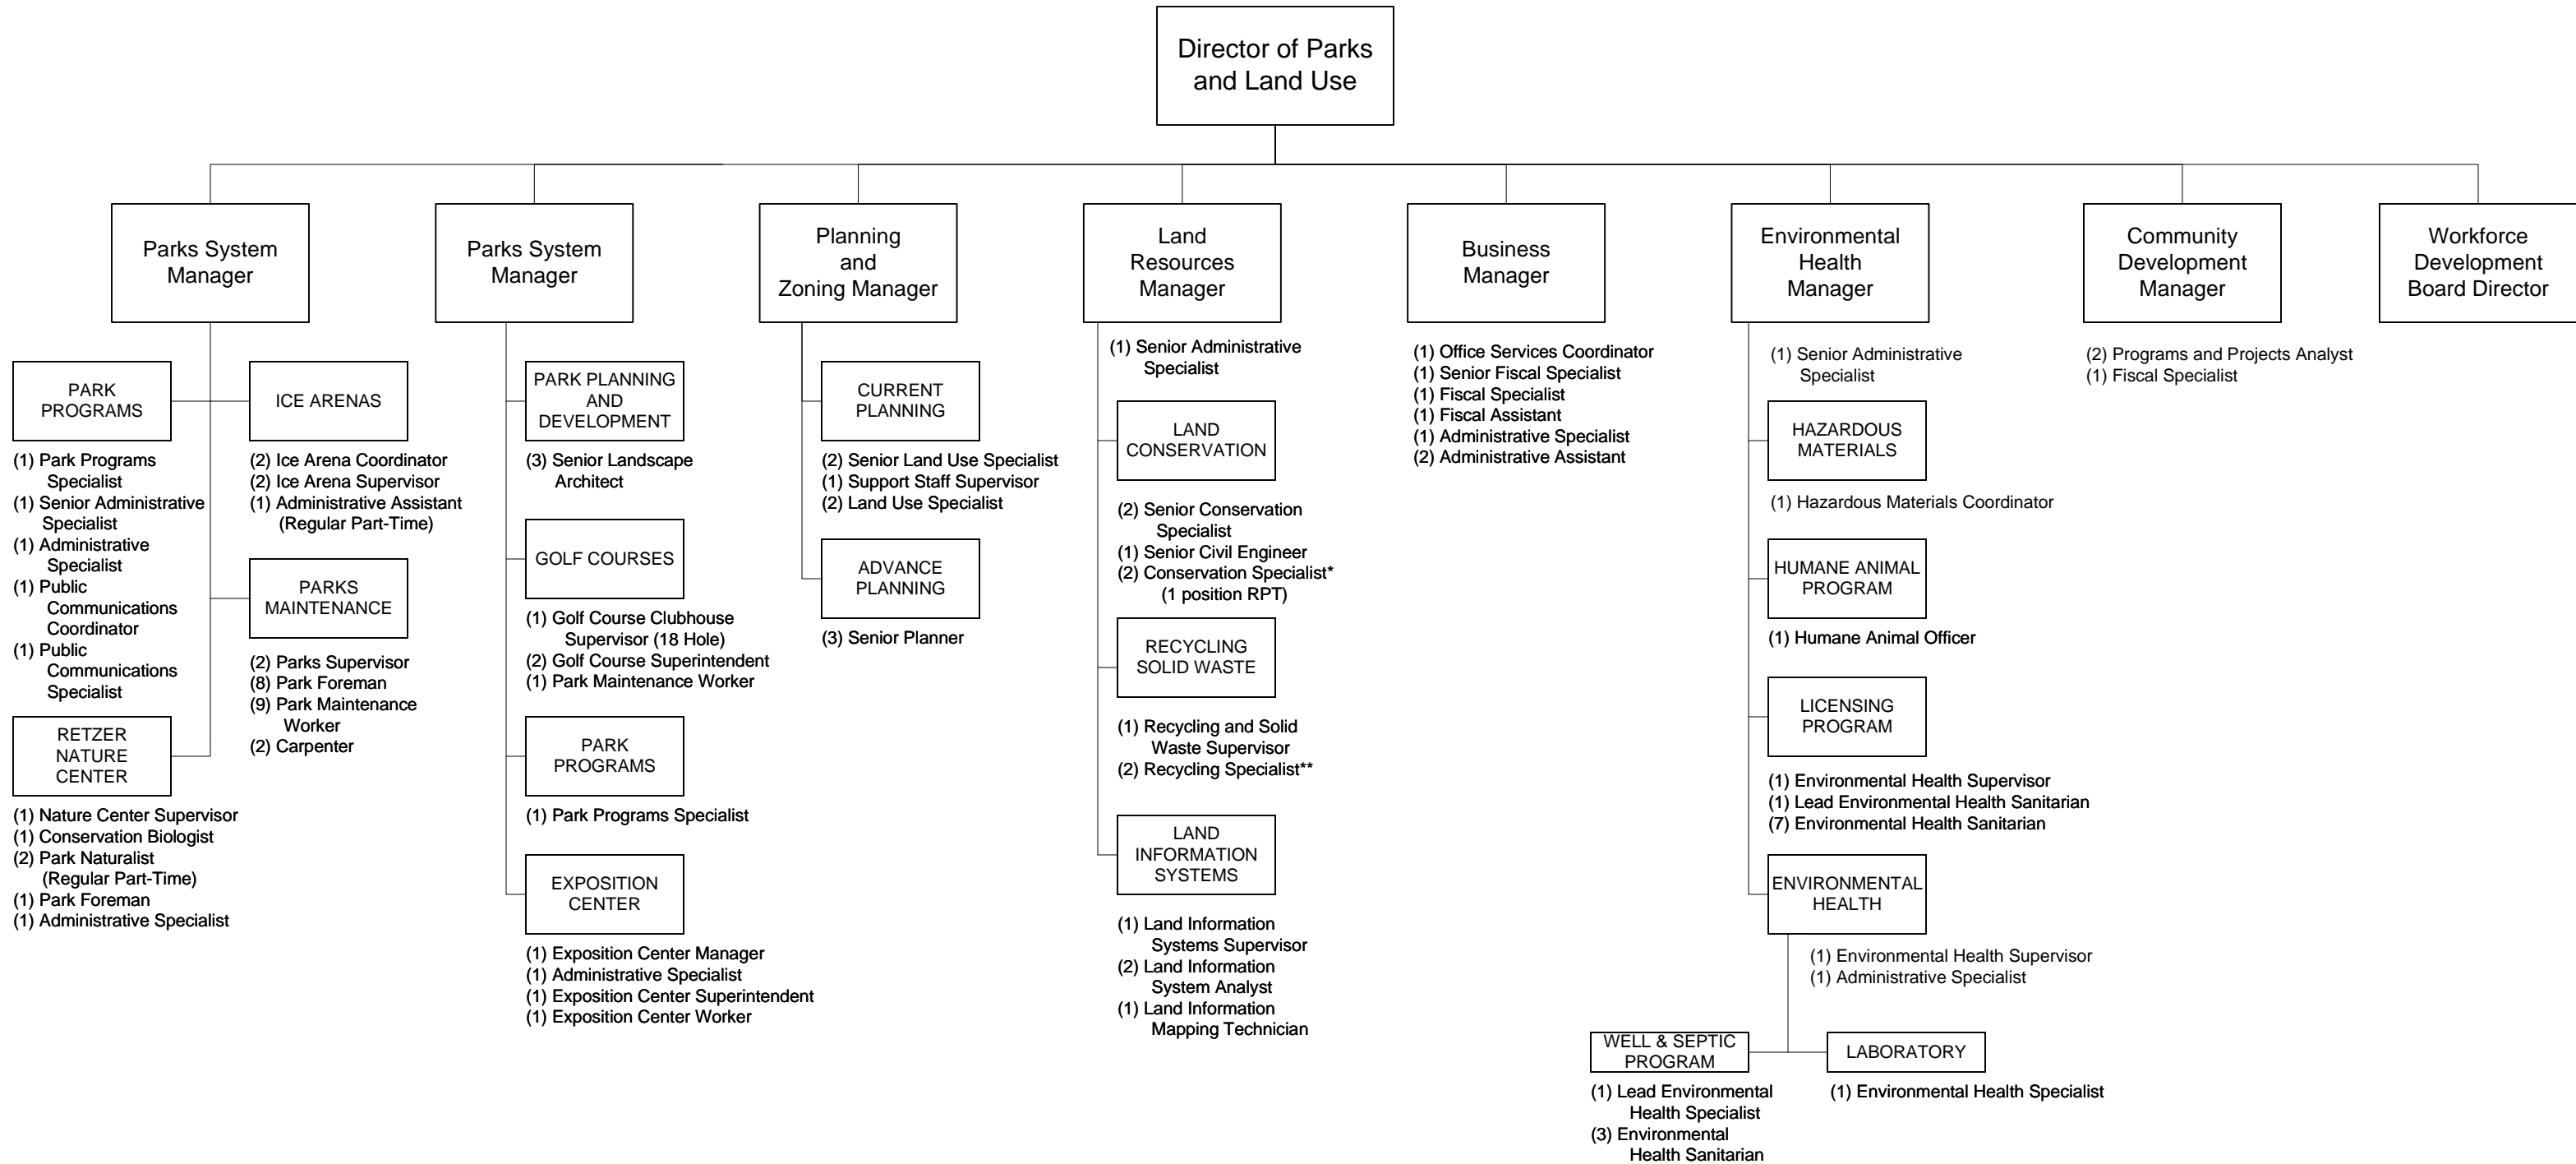 Director of Parks
and Land Use
Parks System
Manager
PARK
PROGRAMS
(1) Park Programs
Specialist
(1) Senior Administrative
Specialist
(1) Administrative
Specialist
(1) Public
Communications
Coordinator
(1) Public
Communications
Specialist
RETZER
NATURE
CENTER
(1) Nature Center Supervisor
(1) Conservation Biologist
(2) Park Naturalist
(Regular Part-Time)
(1) Park Foreman
(1) Administrative Specialist
ICE ARENAS
(2) Ice Arena Coordinator
(2) Ice Arena Supervisor
(1) Administrative Assistant
(Regular Part-Time)
PARKS
MAINTENANCE
(2) Parks Supervisor
(8) Park Foreman
(9) Park Maintenance
Worker
(2) Carpenter
Parks System
Manager
PARK PLANNING
AND
DEVELOPMENT
(3) Senior Landscape
Architect
GOLF COURSES
(1) Golf Course Clubhouse
Supervisor (18 Hole)
(2) Golf Course Superintendent
(1) Park Maintenance Worker
PARK
PROGRAMS
(1) Park Programs Specialist
EXPOSITION
CENTER
(1) Exposition Center Manager
(1) Administrative Specialist
(1) Exposition Center Superintendent
(1) Exposition Center Worker
Planning
and
Zoning Manager
CURRENT
PLANNING
(2) Senior Land Use Specialist
(1) Support Staff Supervisor
(2) Land Use Specialist
ADVANCE
PLANNING
(3) Senior Planner
Land
Resources
Manager
(1) Senior Administrative
Specialist
LAND
CONSERVATION
(2) Senior Conservation
Specialist
(1) Senior Civil Engineer
(2) Conservation Specialist*
(1 position RPT)
RECYCLING
SOLID WASTE
(1) Recycling and Solid
Waste Supervisor
(2) Recycling Specialist**
LAND
INFORMATION
SYSTEMS
(1) Land Information
Systems Supervisor
(2) Land Information
System Analyst
(1) Land Information
Mapping Technician
Business
Manager
(1) Office Services Coordinator
(1) Senior Fiscal Specialist
(1) Fiscal Specialist
(1) Fiscal Assistant
(1) Administrative Specialist
(2) Administrative Assistant
Environmental
Health
Manager
(1) Senior Administrative
Specialist
HAZARDOUS
MATERIALS
(1) Hazardous Materials Coordinator
HUMANE ANIMAL
PROGRAM
(1) Humane Animal Officer
LICENSING
PROGRAM
(1) Environmental Health Supervisor
(1) Lead Environmental Health Sanitarian
(7) Environmental Health Sanitarian
ENVIRONMENTAL
HEALTH
(1) Environmental Health Supervisor
(1) Administrative Specialist
WELL & SEPTIC
PROGRAM
(1) Lead Environmental
Health Specialist
(3) Environmental
Health Sanitarian
LABORATORY
(1) Environmental Health Specialist
Community
Development
Manager
(2) Programs and Projects Analyst
(1) Fiscal Specialist
Workforce
Development
Board Director